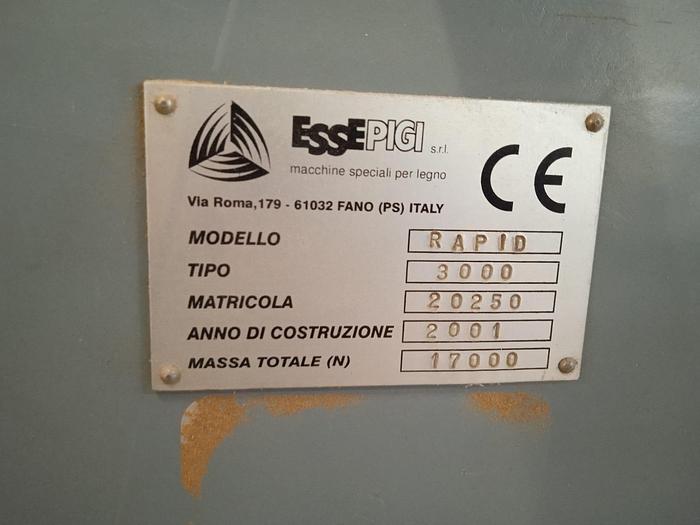 ESSEPIGI s.r.l.
macchine speciali per legno
CE
Via Roma,179 - 61032 FANO (PS) ITALY
MODELLO RAPID
TIPO 3000
MATRICOLA 20250
ANNO DI COSTRUZIONE 2001
MASSA TOTALE (N) 17000